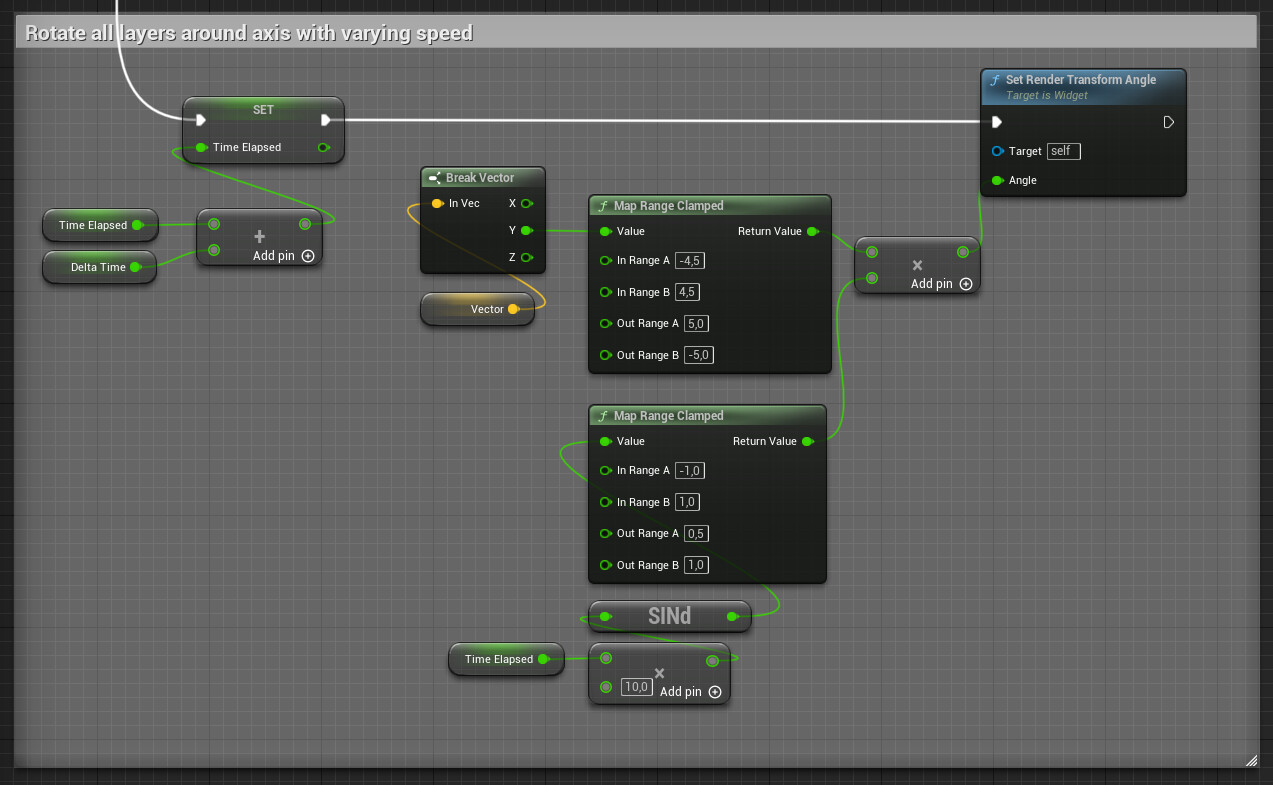 Rotate all layers around axis with varying speed
SET
Time Elapsed
Time Elapsed
Delta Time
+
Add pin
Break Vector
In Vec X
Y
Z
Vector
f Map Range Clamped
Value Return Value
In Range A -4,5
In Range B 4,5
Out Range A 5,0
Out Range B -5,0
×
Add pin
f Set Render Transform Angle
Target is Widget
Target self
Angle
f Map Range Clamped
Value Return Value
In Range A -1,0
In Range B 1,0
Out Range A 0,5
Out Range B 1,0
SINd
Time Elapsed
×
10,0 Add pin